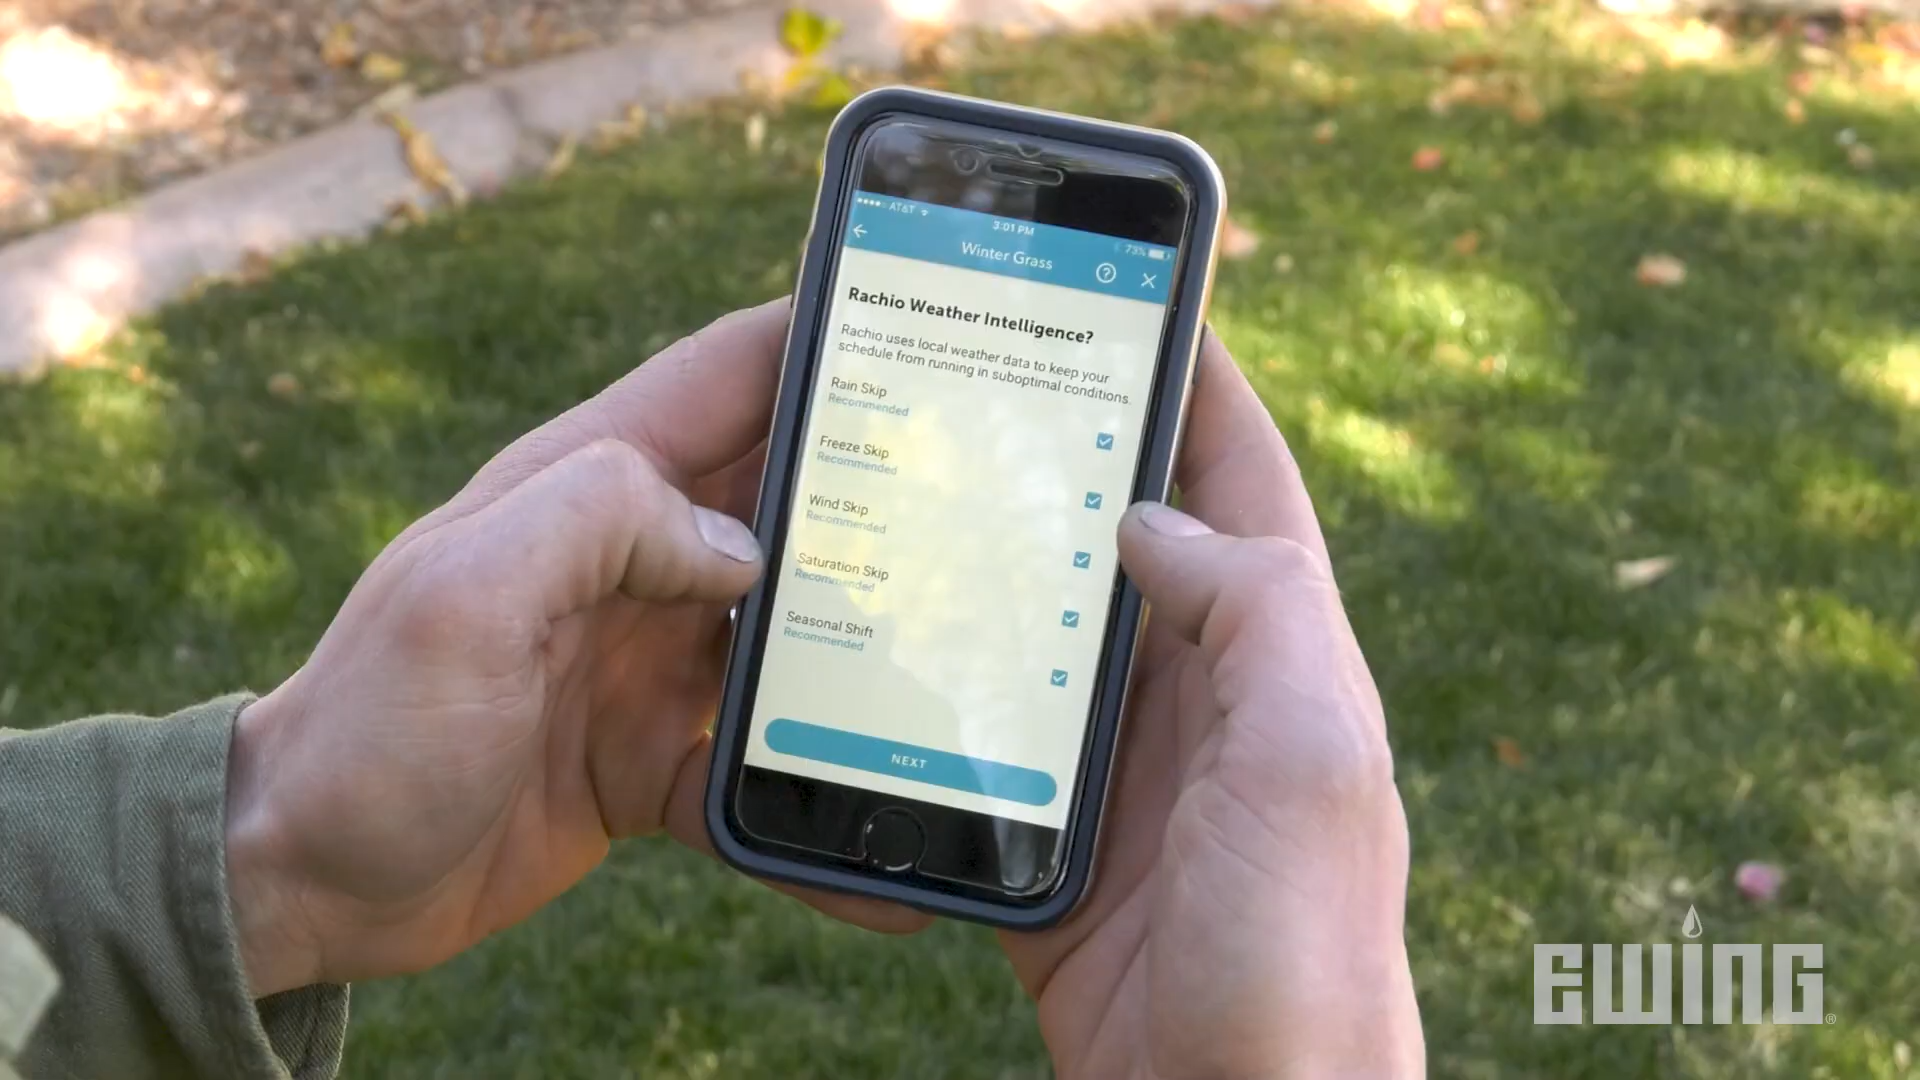 AT&T
3:01 PM
73%
Winter Grass
?
Rachio Weather Intelligence?
Rachio uses local weather data to keep your
schedule from running in suboptimal conditions.
Rain Skip
Recommended
Freeze Skip
Recommended
Wind Skip
Recommended
Saturation Skip
Recommended
Seasonal Shift
Recommended
NEXT
EWING®